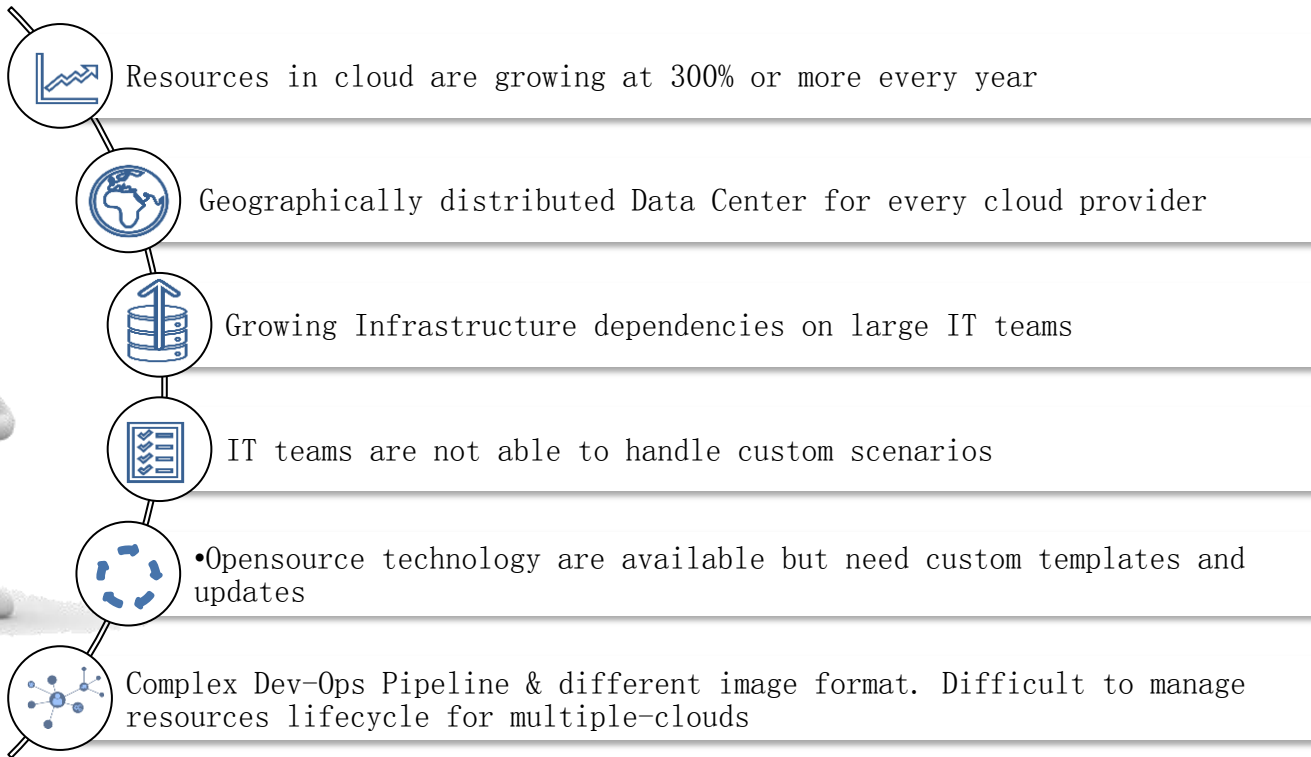 Resources in cloud are growing at 300% or more every year
Geographically distributed Data Center for every cloud provider
Growing Infrastructure dependencies on large IT teams
IT teams are not able to handle custom scenarios
•Opensource technology are available but need custom templates and
updates
Complex Dev-Ops Pipeline & different image format. Difficult to manage
resources lifecycle for multiple-clouds